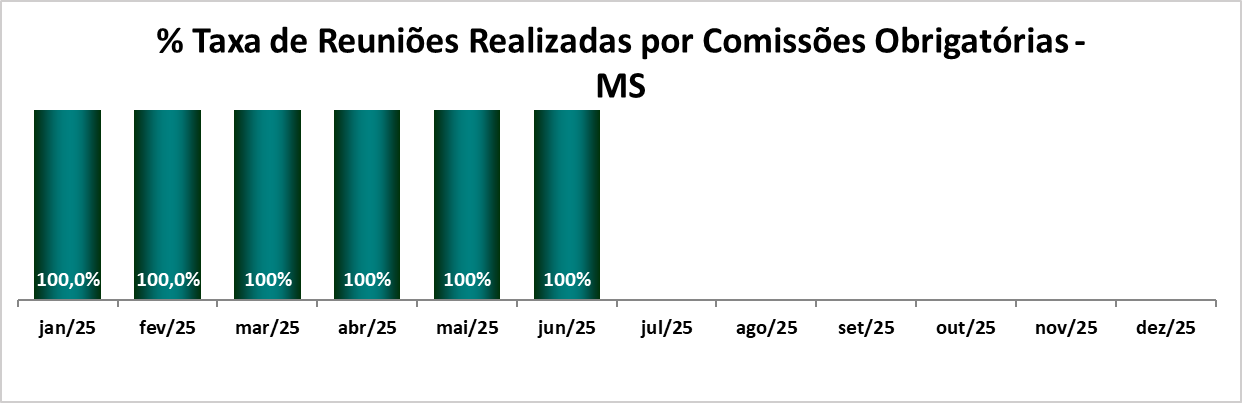 % Taxa de Reuniões Realizadas por Comissões Obrigatórias -
MS
100,0% 100,0% 100% 100% 100% 100%
jan/25 fev/25 mar/25 abr/25 mai/25 jun/25 jul/25 ago/25 set/25 out/25 nov/25 dez/25